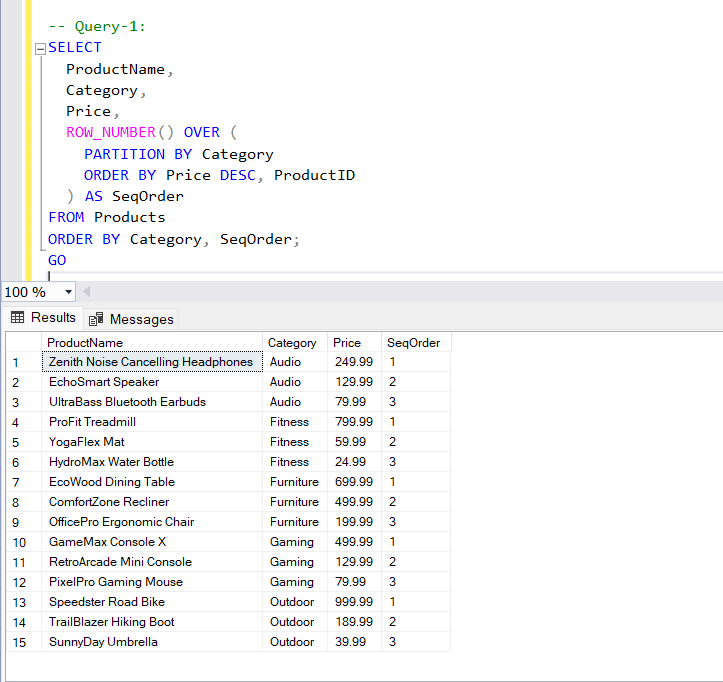 -- Query-1:
SELECT
ProductName,
Category,
Price,
ROW_NUMBER() OVER (
PARTITION BY Category
ORDER BY Price DESC, ProductID
) AS SeqOrder
FROM Products
ORDER BY Category, SeqOrder;
GO
100 %
Results Messages
ProductName Category Price SeqOrder
1 Zenith Noise Cancelling Headphones Audio 249.99 1
2 EchoSmart Speaker Audio 129.99 2
3 UltraBass Bluetooth Earbuds Audio 79.99 3
4 ProFit Treadmill Fitness 799.99 1
5 YogaFlex Mat Fitness 59.99 2
6 HydroMax Water Bottle Fitness 24.99 3
7 EcoWood Dining Table Furniture 699.99 1
8 ComfortZone Recliner Furniture 499.99 2
9 OfficePro Ergonomic Chair Furniture 199.99 3
10 GameMax Console X Gaming 499.99 1
11 RetroArcade Mini Console Gaming 129.99 2
12 PixelPro Gaming Mouse Gaming 79.99 3
13 Speedster Road Bike Outdoor 999.99 1
14 TrailBlazer Hiking Boot Outdoor 189.99 2
15 SunnyDay Umbrella Outdoor 39.99 3